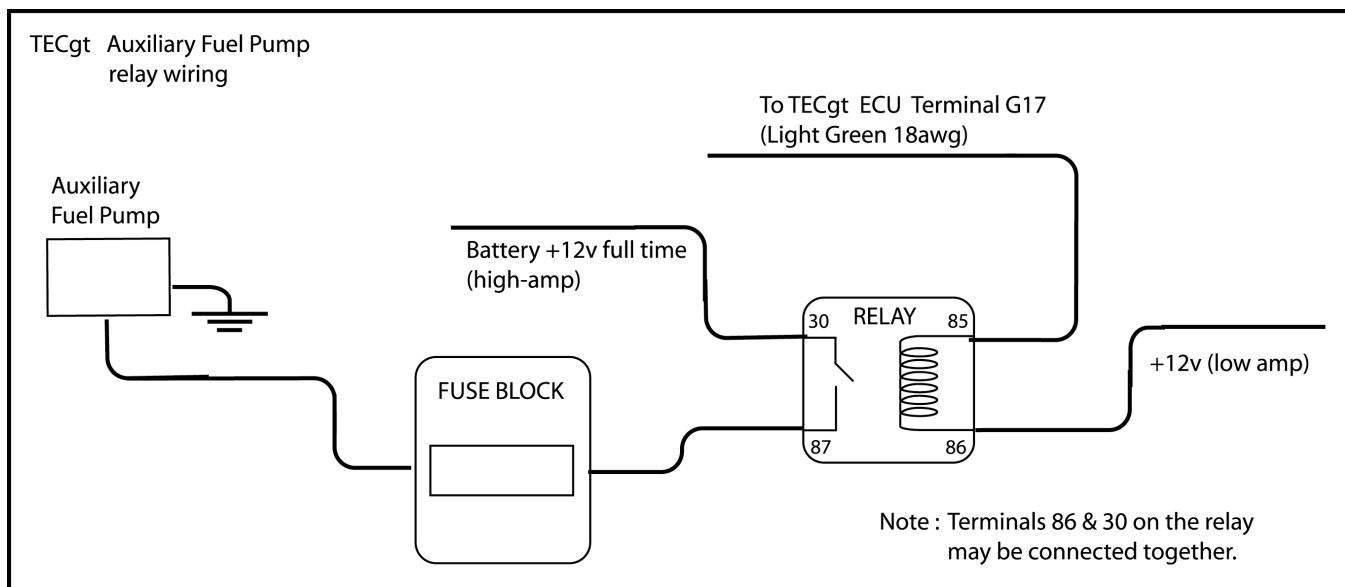 TECgt Auxiliary Fuel Pump
relay wiring
To TECgt ECU Terminal G17
(Light Green 18awg)
Auxiliary
Fuel Pump
Battery +12v full time
(high-amp)
30 RELAY 85
+12v (low amp)
FUSE BLOCK
87 86
Note : Terminals 86 & 30 on the relay
may be connected together.